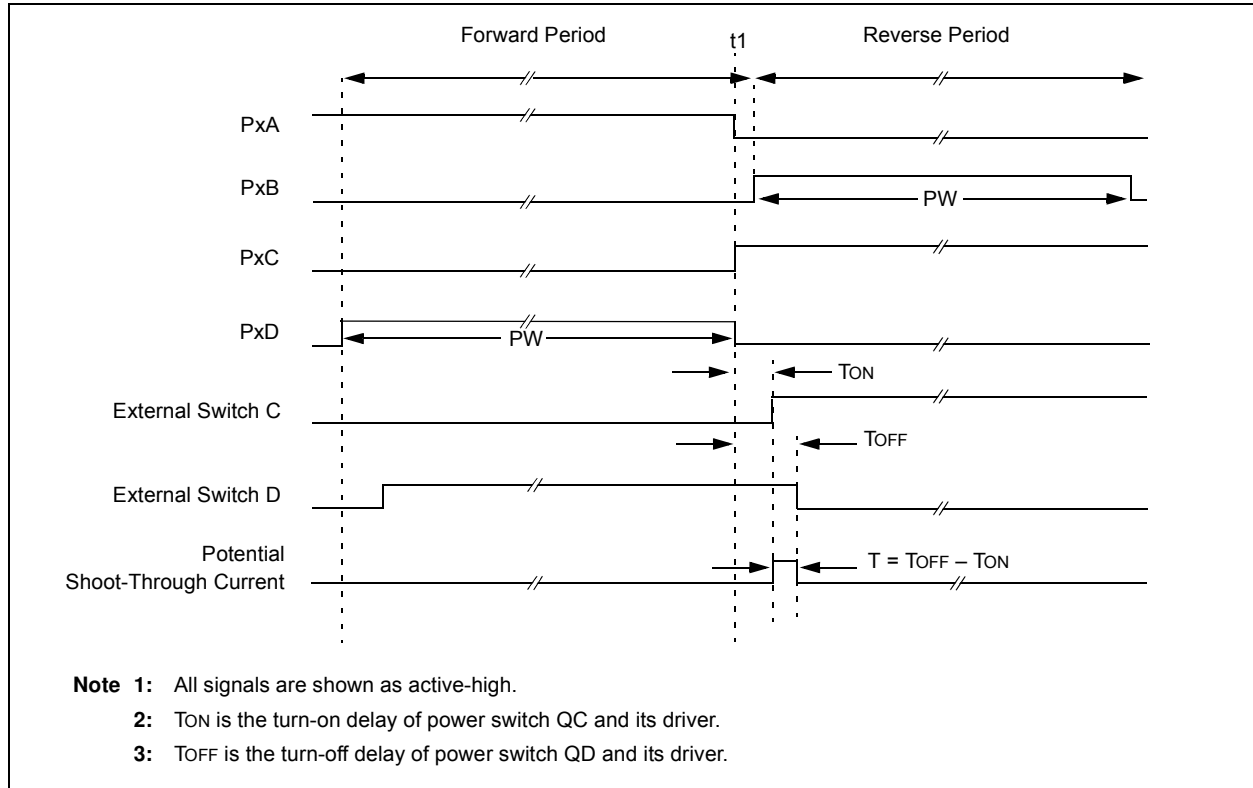 Forward Period
t1
Reverse Period
PxA
PxB
PW
PxC
PxD
PW
TON
External Switch C
TOFF
External Switch D
Potential
Shoot-Through Current
T = TOFF – TON
Note 1: All signals are shown as active-high.
2: TON is the turn-on delay of power switch QC and its driver.
3: TOFF is the turn-off delay of power switch QD and its driver.